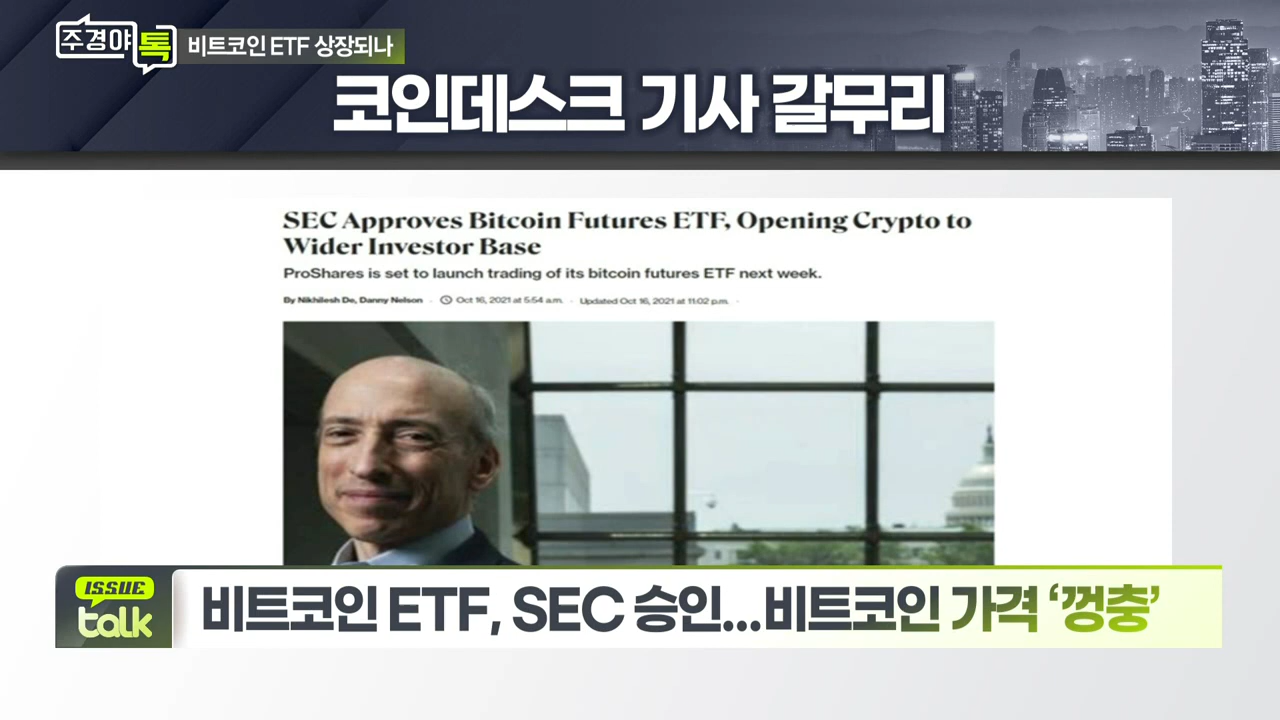 주경야톡
비트코인 ETF 상장되나
코인데스크 기사 갈무리
SEC Approves Bitcoin Futures ETF, Opening Crypto to
Wider Investor Base
ProShares is set to launch trading of its bitcoin futures ETF next week.
By Nikhilesh De, Danny Nelson · Oct 16, 2021 at 5:54 a.m. · Updated Oct 16, 2021 at 11:02 p.m. ·
ISSUE
talk
비트코인 ETF, SEC 승인...비트코인 가격 ‘껑충’